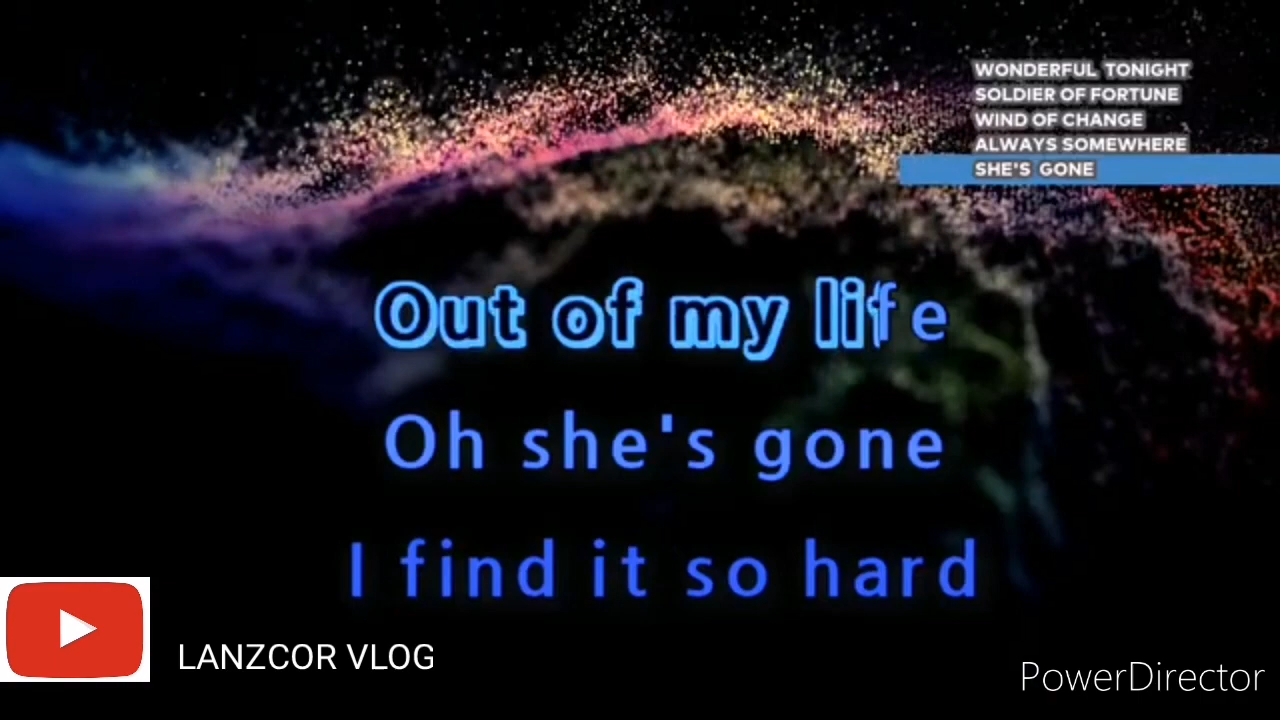 WONDERFUL TONIGHT
SOLDIER OF FORTUNE
WIND OF CHANGE
ALWAYS SOMEWHERE
SHE'S GONE
Out of my life
Oh she's gone
I find it so hard
LANZCOR VLOG
PowerDirector